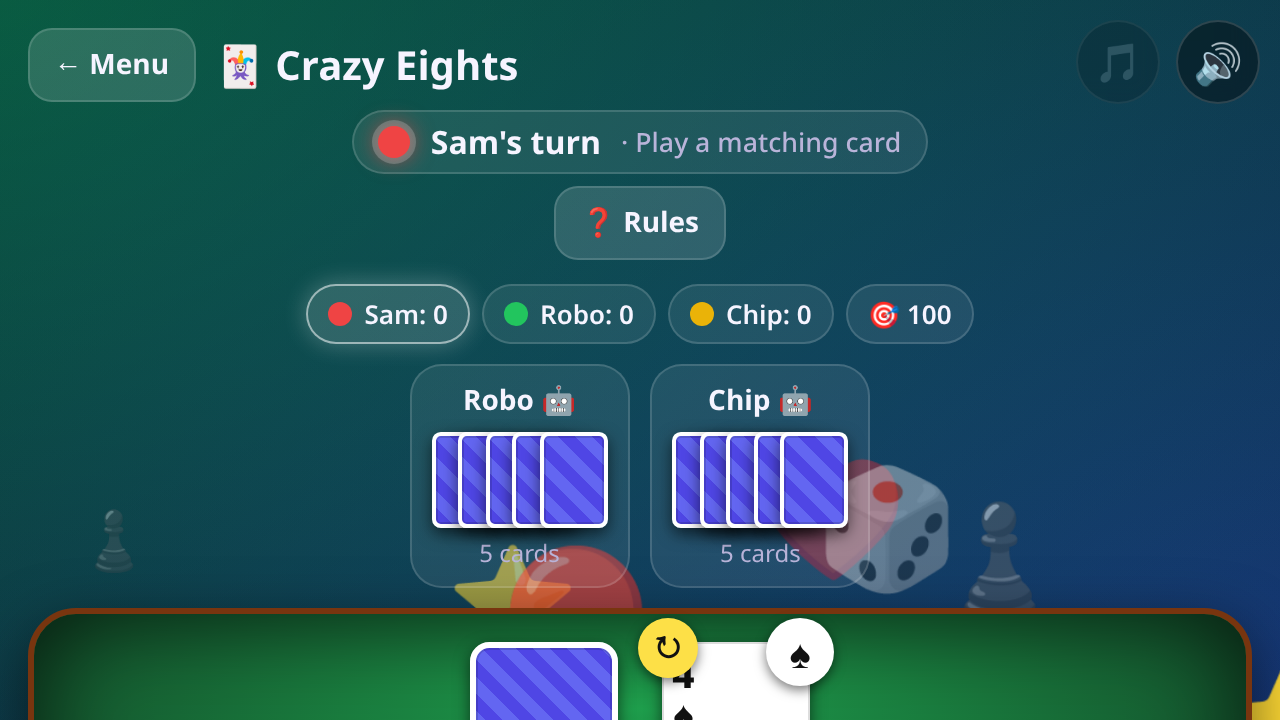 ← Menu
Crazy Eights
Sam's turn · Play a matching card
❓ Rules
Sam: 0
Robo: 0
Chip: 0
🎯 100
Robo 🤖
Chip 🤖
5 cards
5 cards
↻
♠
4
♠